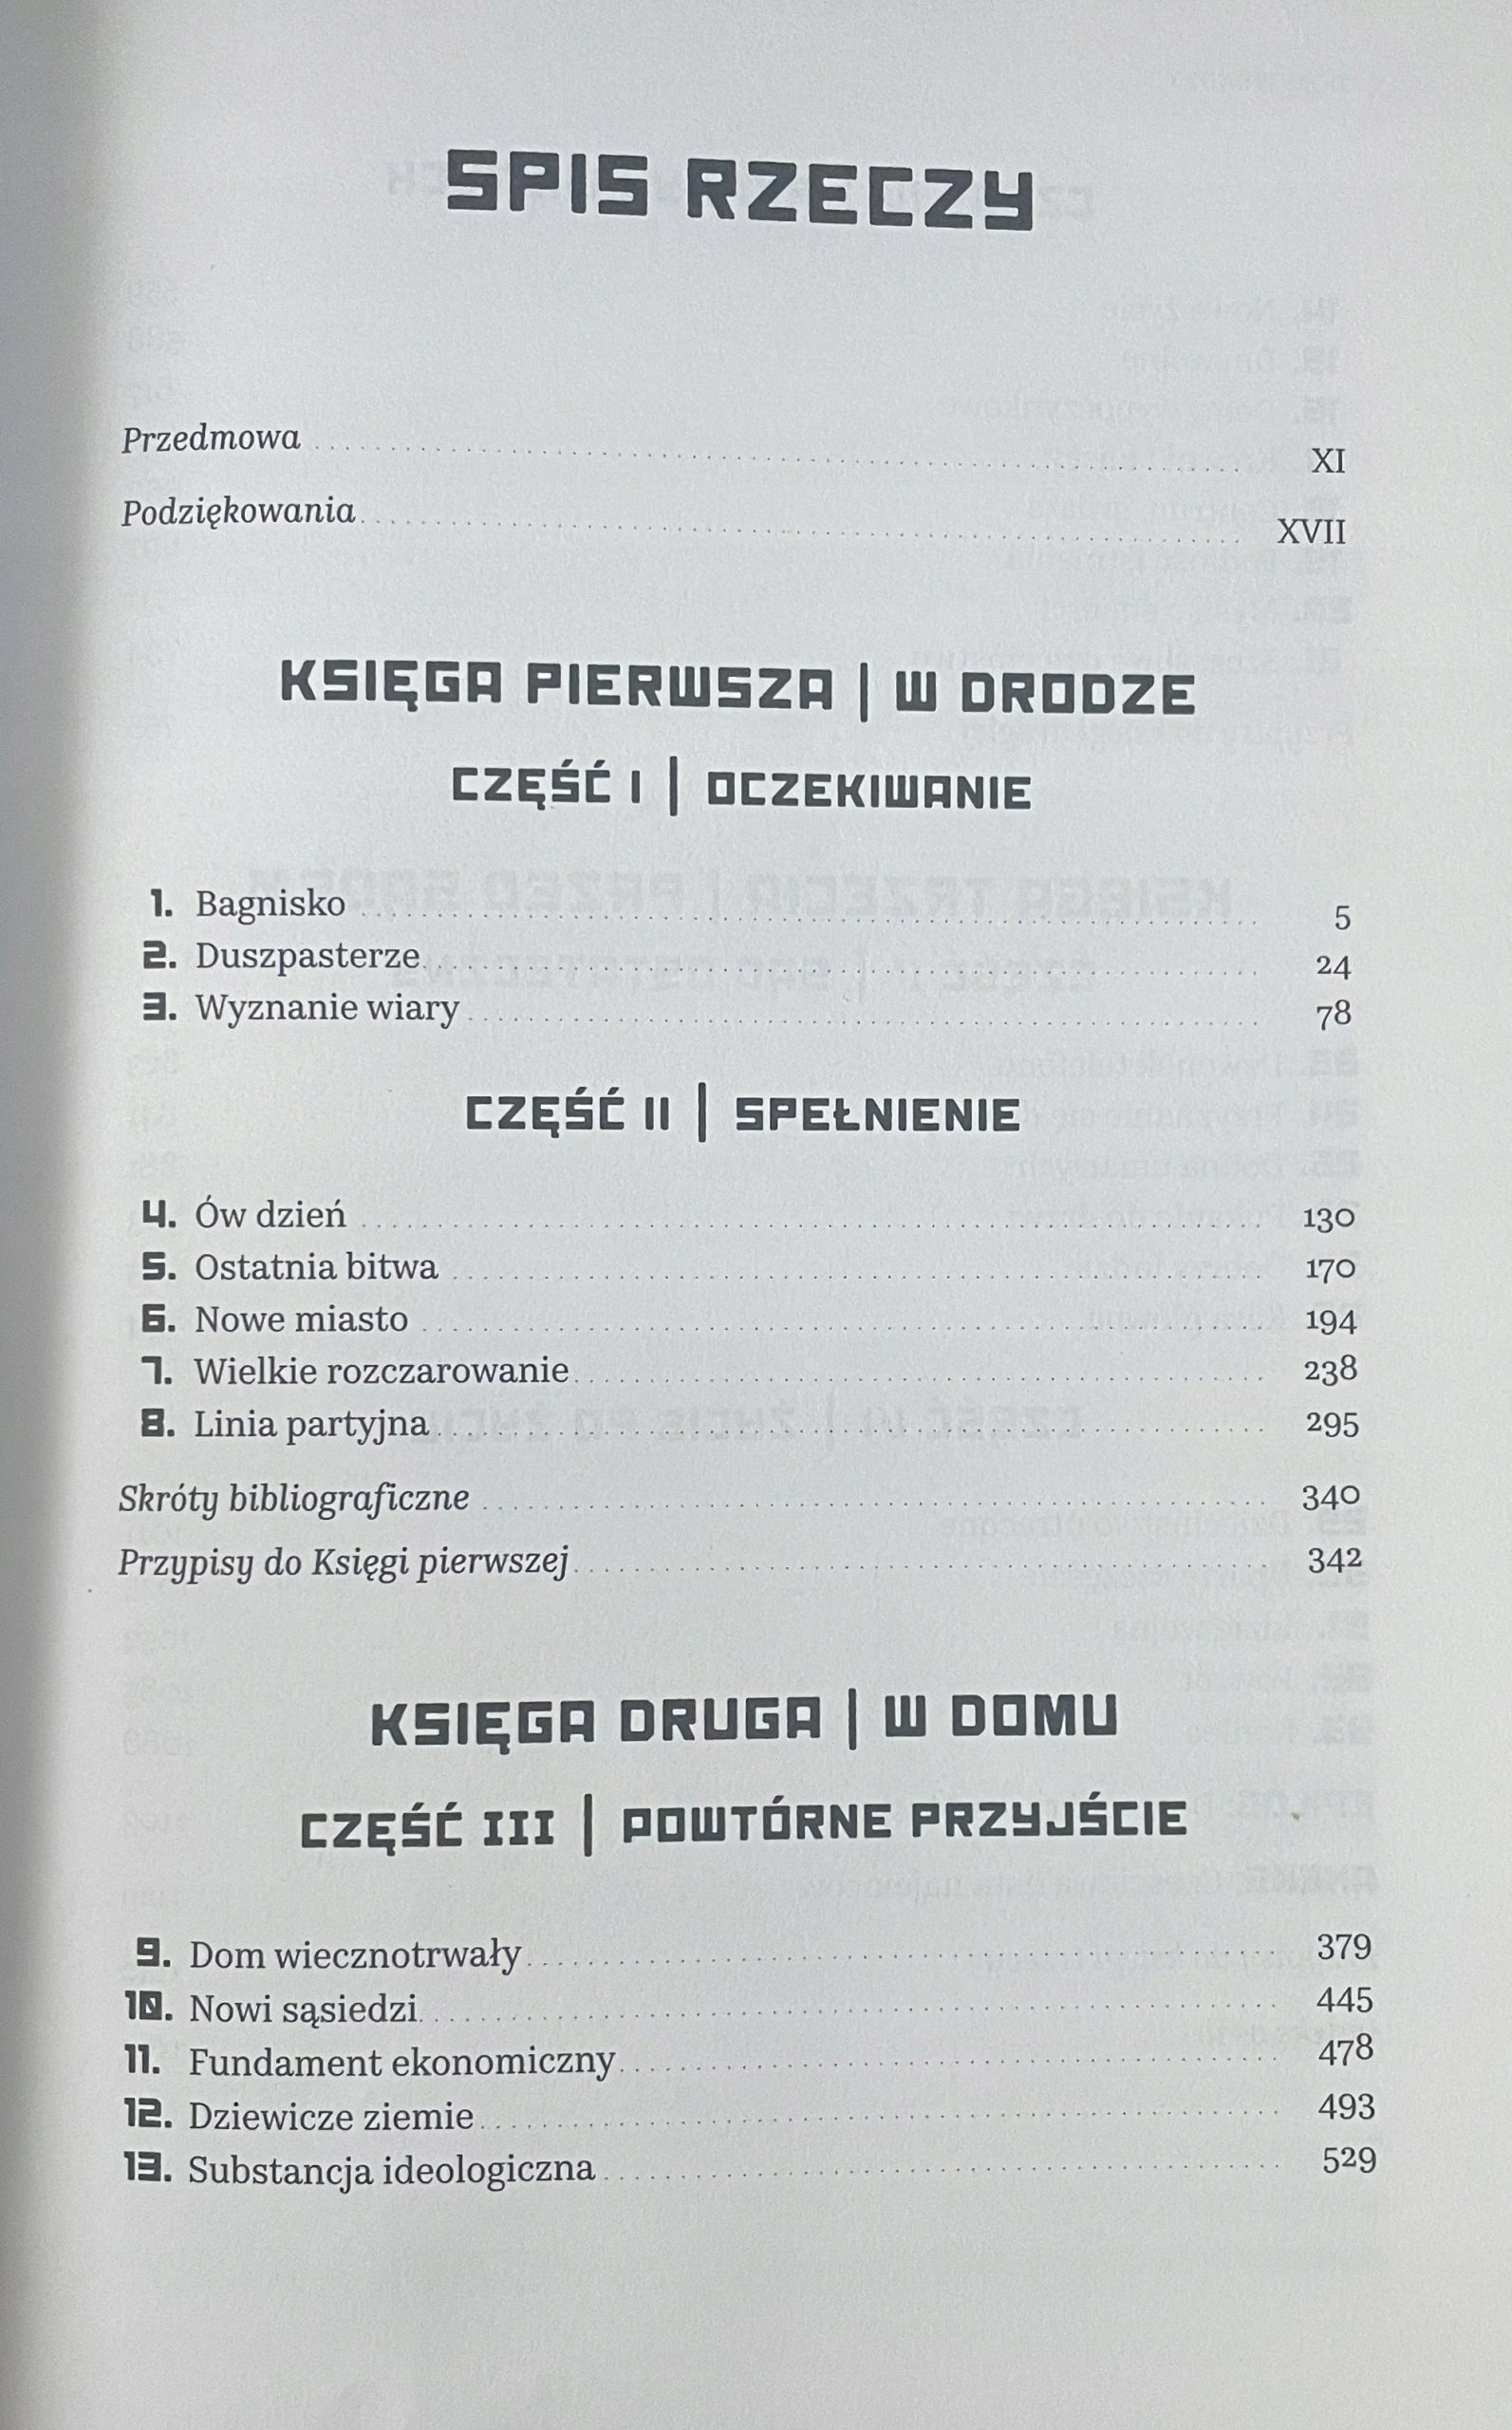 SPIS RZECZY
Przedmowa XI
Podziękowania XVII
KSIĘGA PIERWSZA | W DRODZE
CZĘŚĆ I | OCZEKIWANIE
1. Bagnisko 5
2. Duszpasterze 24
3. Wyznanie wiary 78
CZĘŚĆ II | SPEŁNIENIE
4. Ów dzień 130
5. Ostatnia bitwa 170
6. Nowe miasto 194
7. Wielkie rozczarowanie 238
8. Linia partyjna 295
Skróty bibliograficzne 340
Przypisy do Księgi pierwszej 342
KSIĘGA DRUGA | W DOMU
CZĘŚĆ III | POWTÓRNE PRZYJŚCIE
9. Dom wiecznotrwały 379
10. Nowi sąsiedzi 445
11. Fundament ekonomiczny 478
12. Dziewicze ziemie 493
13. Substancja ideologiczna 529